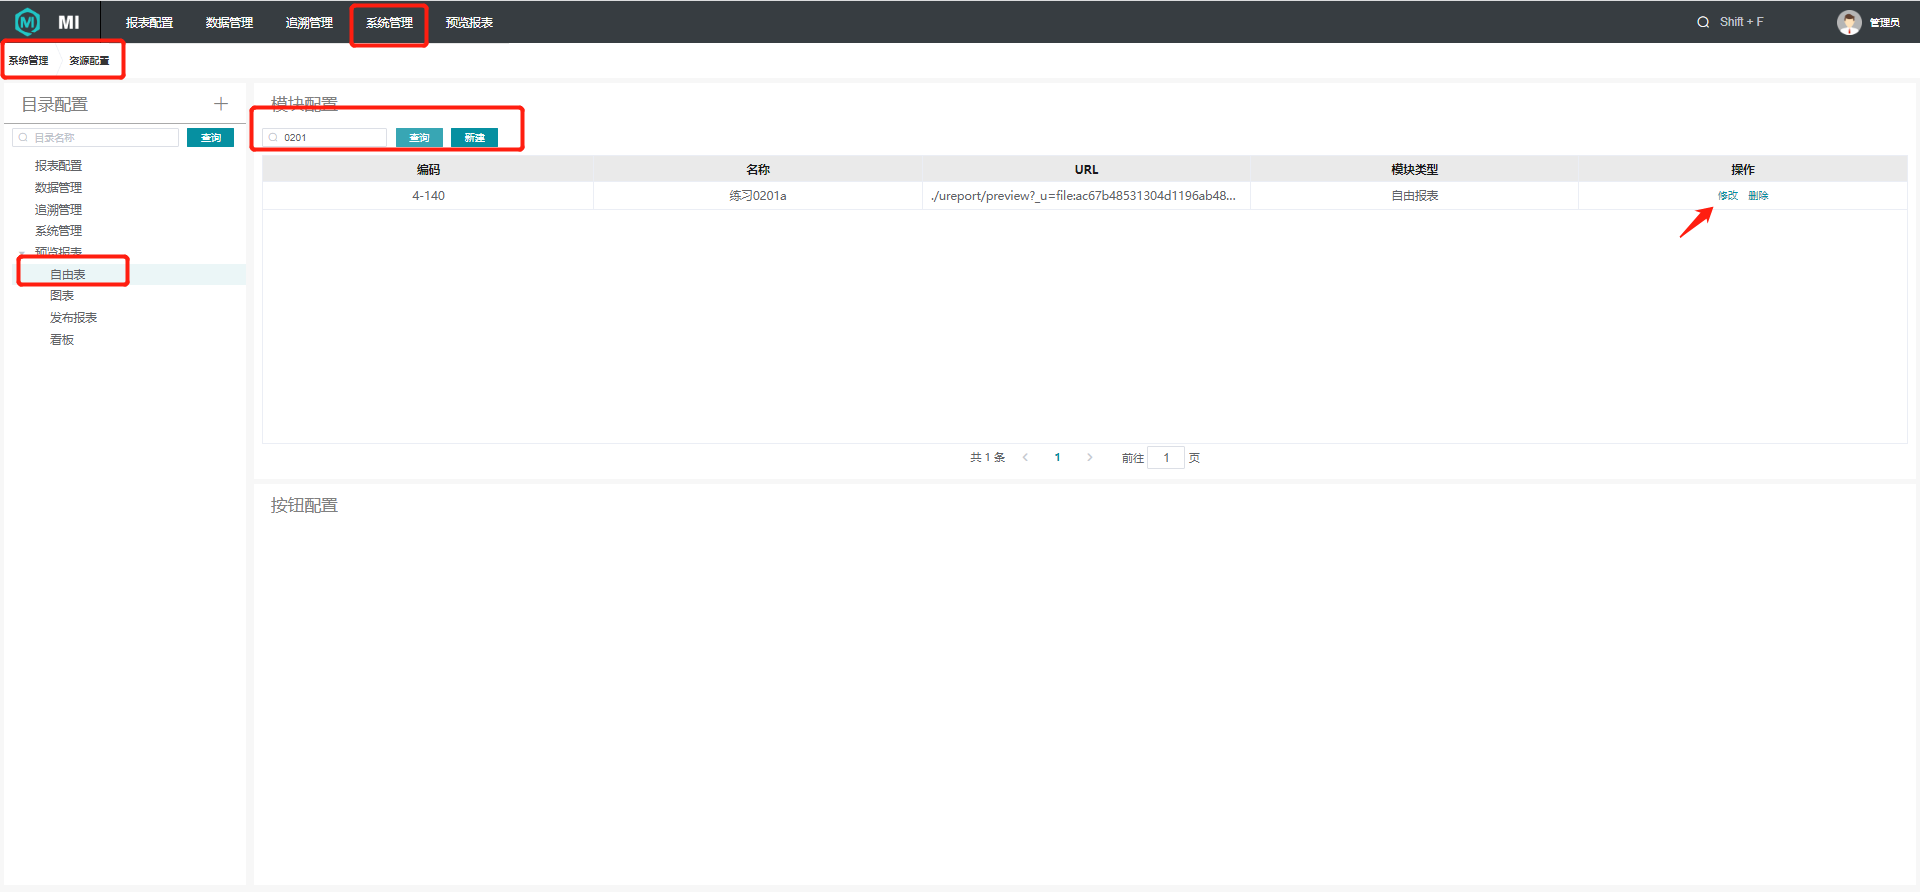 MI 报表配置 数据管理 追溯管理 系统管理 预览报表 Shift + F 管理员
系统管理 资源配置
目录配置
目录名称 查询
报表配置
数据管理
追溯管理
系统管理
预览报表
自由表
图表
发布报表
看板
模块配置
0201 查询 新建
编码 名称 URL 模块类型 操作
4-140 练习0201a ./ureport/preview?_u=file:ac67b48531304d1196ab48... 自由报表 修改 删除
共 1 条 1 前往 1 页
按钮配置